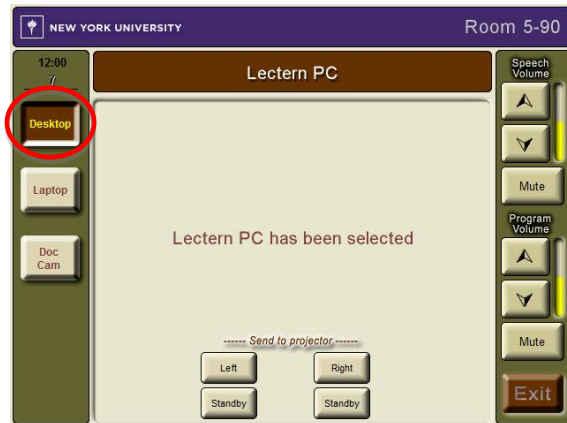 NEW YORK UNIVERSITY
Room 5-90
12:00
7
Desktop
Laptop
Doc
Cam
Lectern PC
Lectern PC has been selected
------ Send to projector ------
Left
Right
Standby
Standby
Speech
Volume
Mute
Program
Volume
Mute
Exit